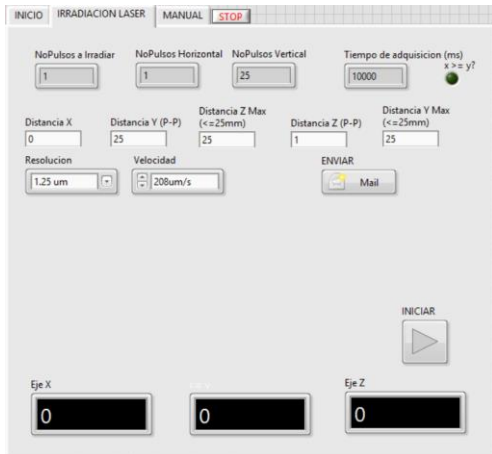 INICIO IRRADIACION LASER MANUAL STOP
NoPulsos a Irradiar NoPulsos Horizontal NoPulsos Vertical Tiempo de adquisicion (ms)
x >= y?
1 1 25 10000
Distancia X Distancia Y (P-P) Distancia Z Max (<=25mm) Distancia Z (P-P) Distancia Y Max (<=25mm)
0 25 25 1 25
Resolucion Velocidad ENVIAR
1.25 um 208um/s Mail
INICIAR
Eje X Eje Z
0 0 0